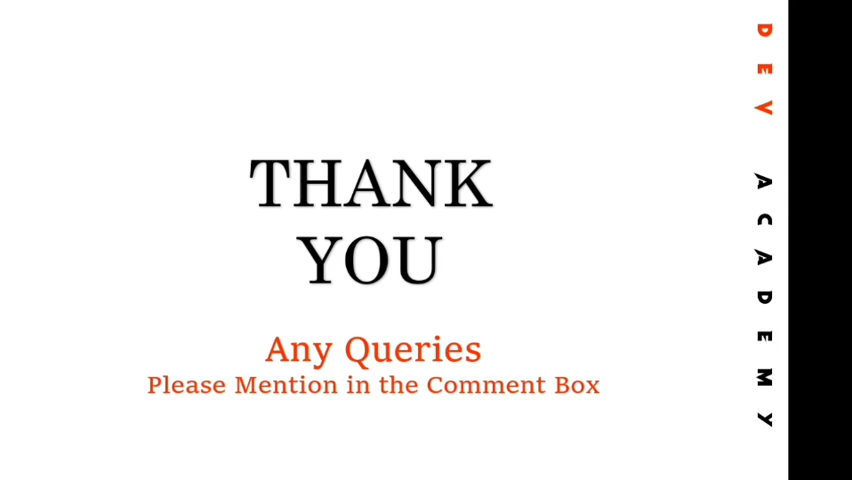 THANK
YOU
Any Queries
Please Mention in the Comment Box
DEV ACADEMY